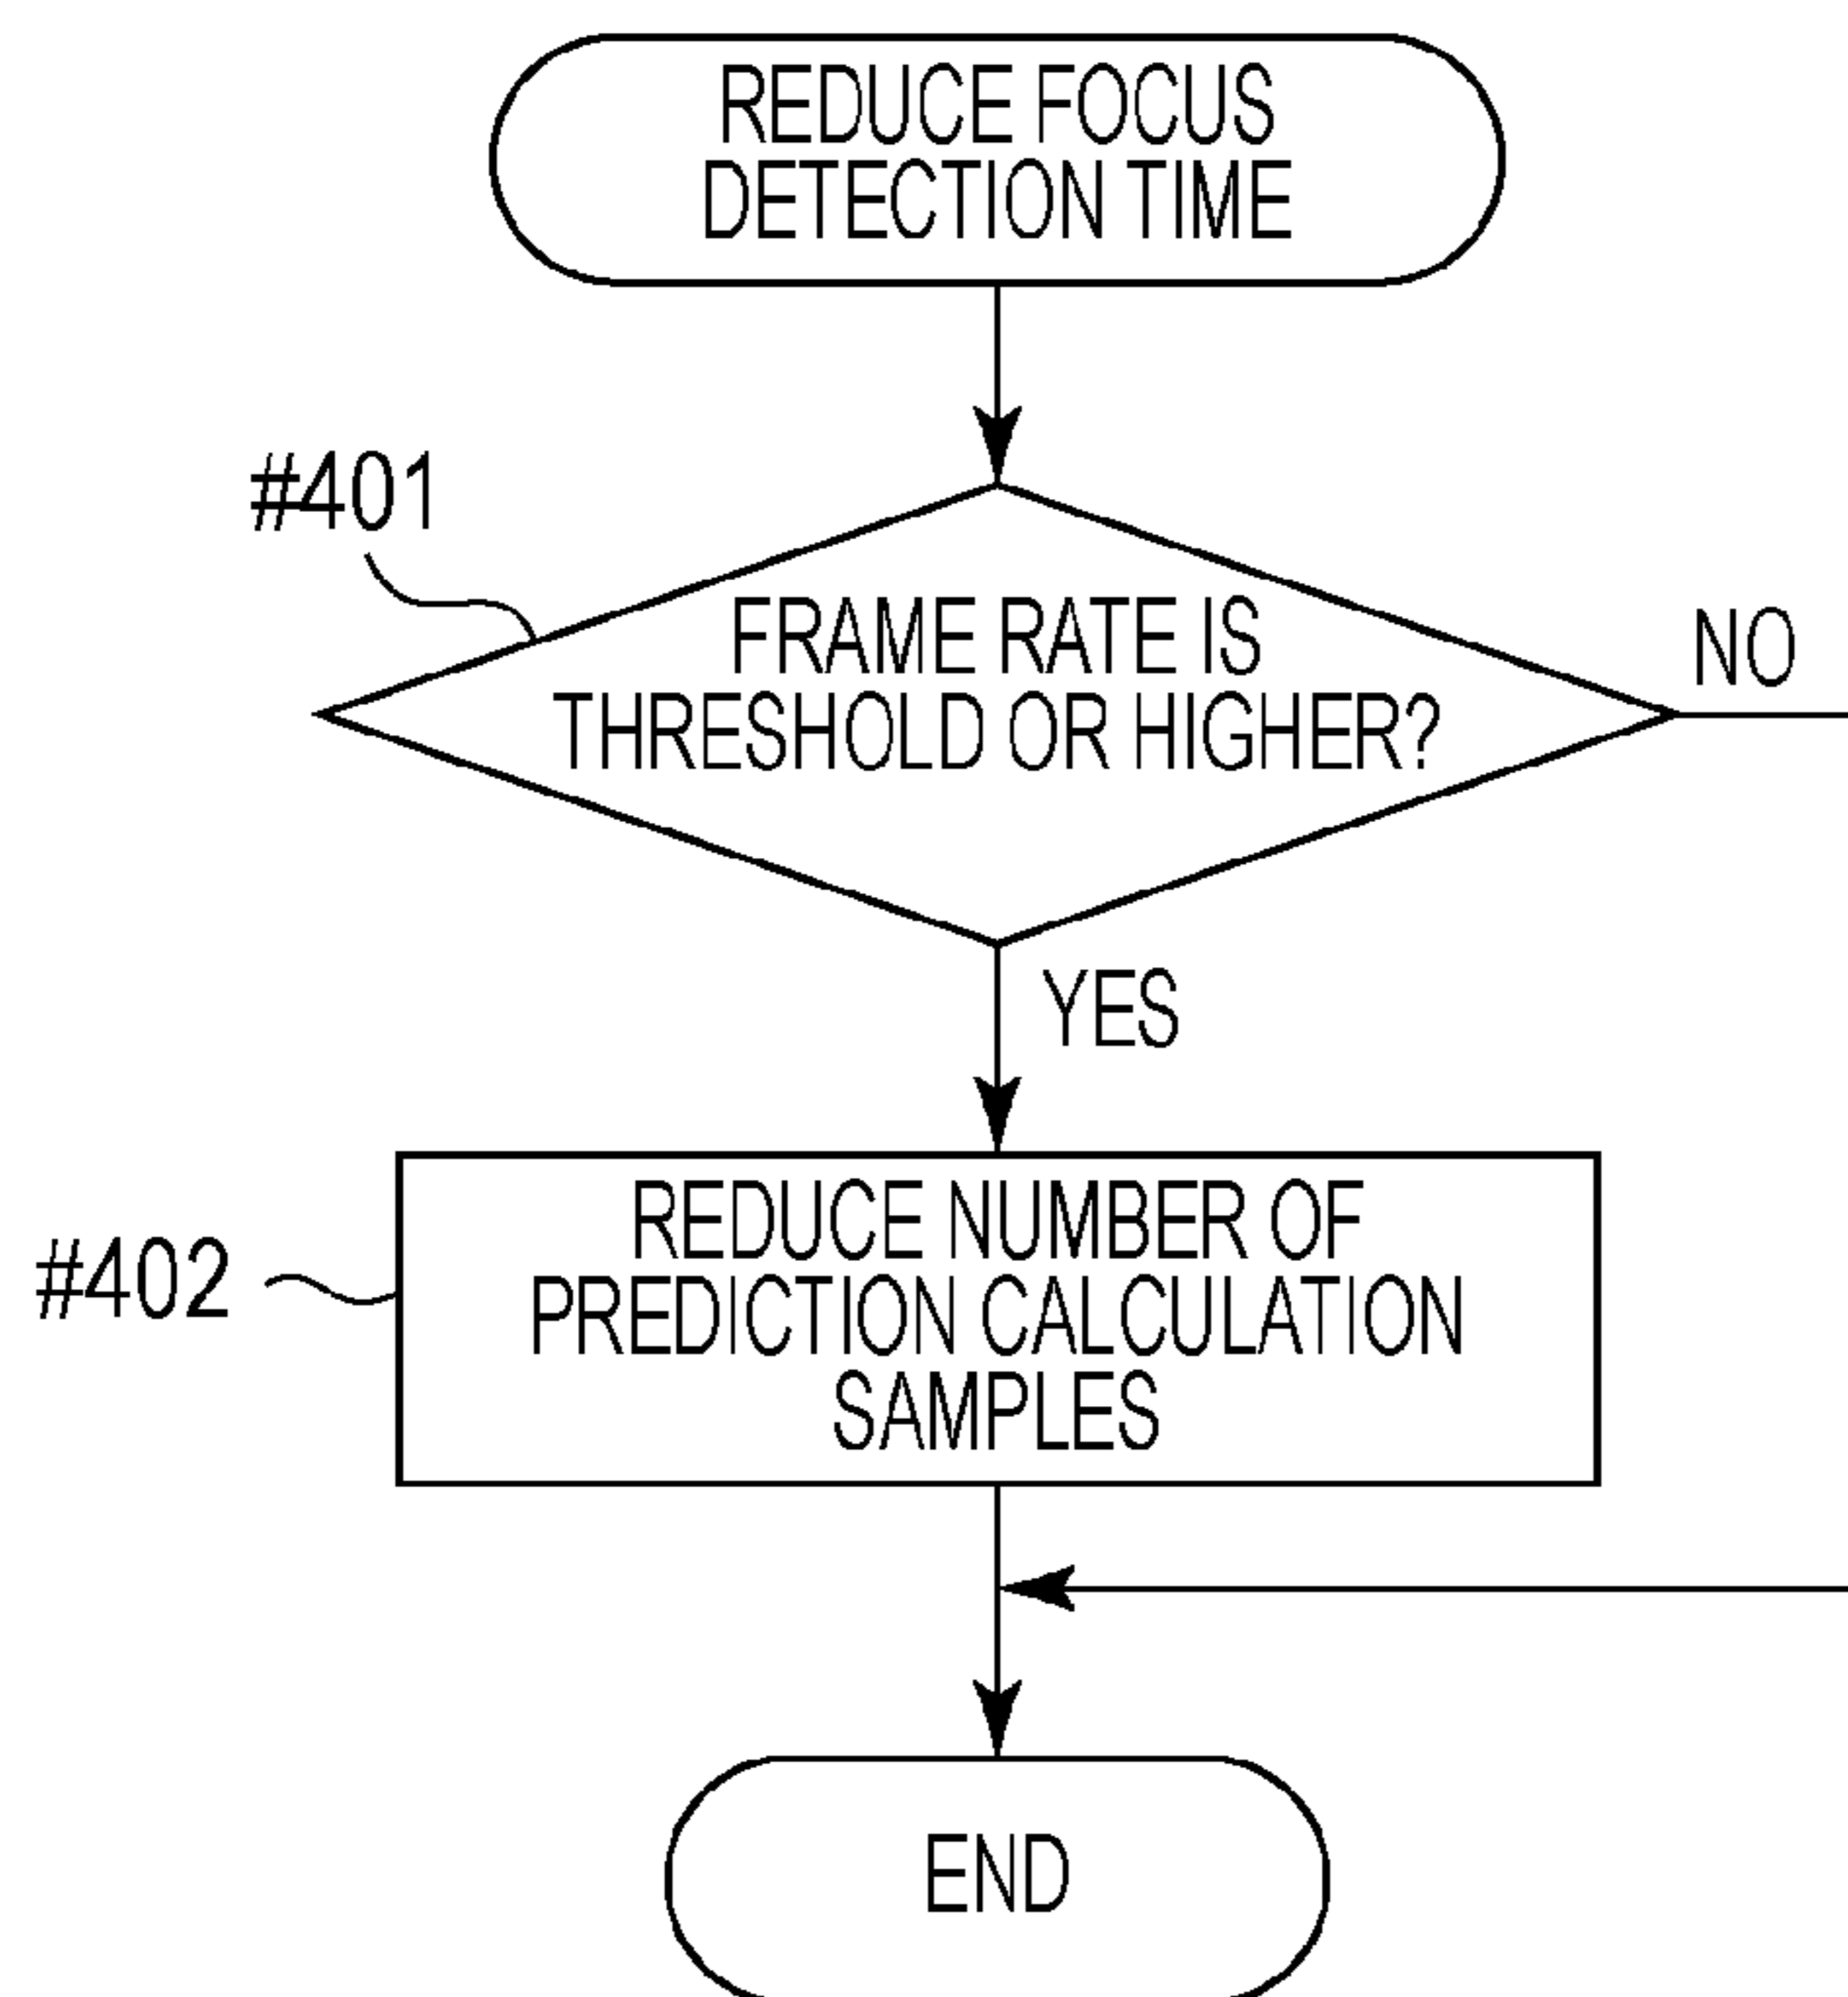 REDUCE FOCUS
DETECTION TIME
#401
FRAME RATE IS
THRESHOLD OR HIGHER?
NO
YES
#402
REDUCE NUMBER OF
PREDICTION CALCULATION
SAMPLES
END